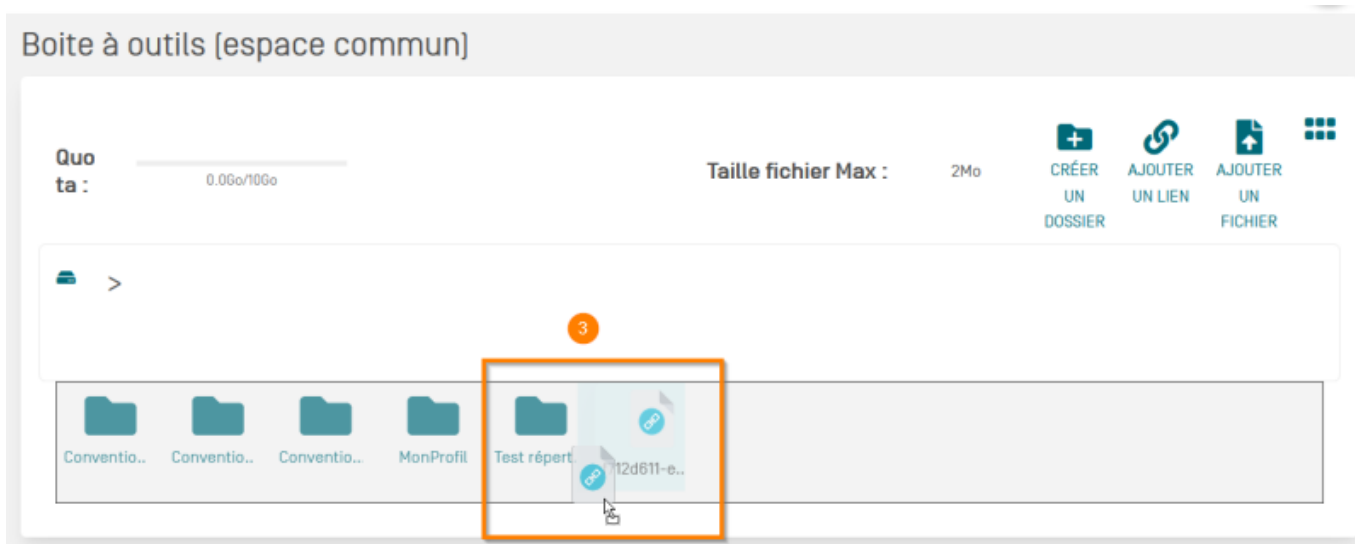 Boite à outils (espace commun)
Quo
ta :
0.0Go/10Go
Taille fichier Max :
2Mo
CRÉER
UN
DOSSIER
AJOUTER
UN LIEN
AJOUTER
UN
FICHIER
>
3
Conventio..
Conventio..
Conventio...
MonProfil
Test répert
12d611-e..